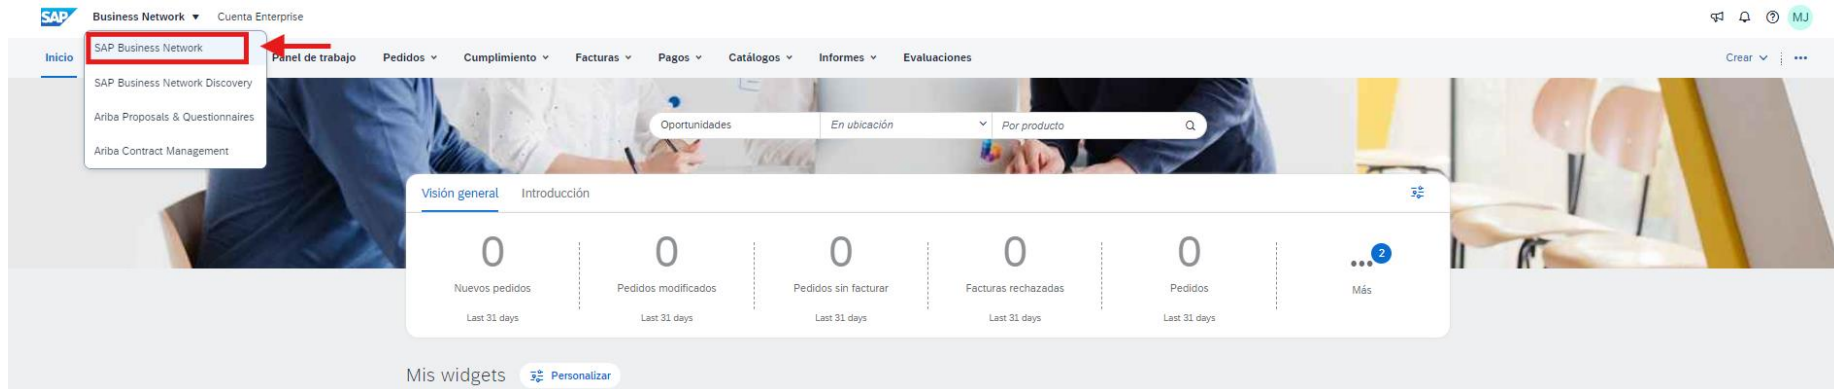 SAP Business Network ▼ Cuenta Enterprise MJ
SAP Business Network
SAP Business Network Discovery
Ariba Proposals & Questionnaires
Ariba Contract Management
Inicio Panel de trabajo Pedidos Cumplimiento Facturas Pagos Catálogos Informes Evaluaciones Crear
Oportunidades En ubicación Por producto
Visión general Introducción
0 0 0 0 0 ... 2
Nuevos pedidos Pedidos modificados Pedidos sin facturar Facturas rechazadas Pedidos Más
Last 31 days Last 31 days Last 31 days Last 31 days Last 31 days
Mis widgets Personalizar